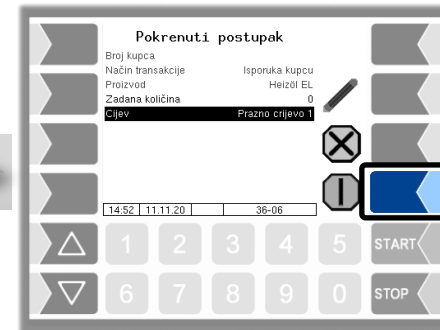 Pokrenuti postupak
Broj kupca
Način transakcije Isporuka kupcu
Proizvod Heizöl EL
Zadana količina 0
Cijev Prazno crijevo 1
14:52 11.11.20 36-06
1 2 3 4 5 START
6 7 8 9 0 STOP